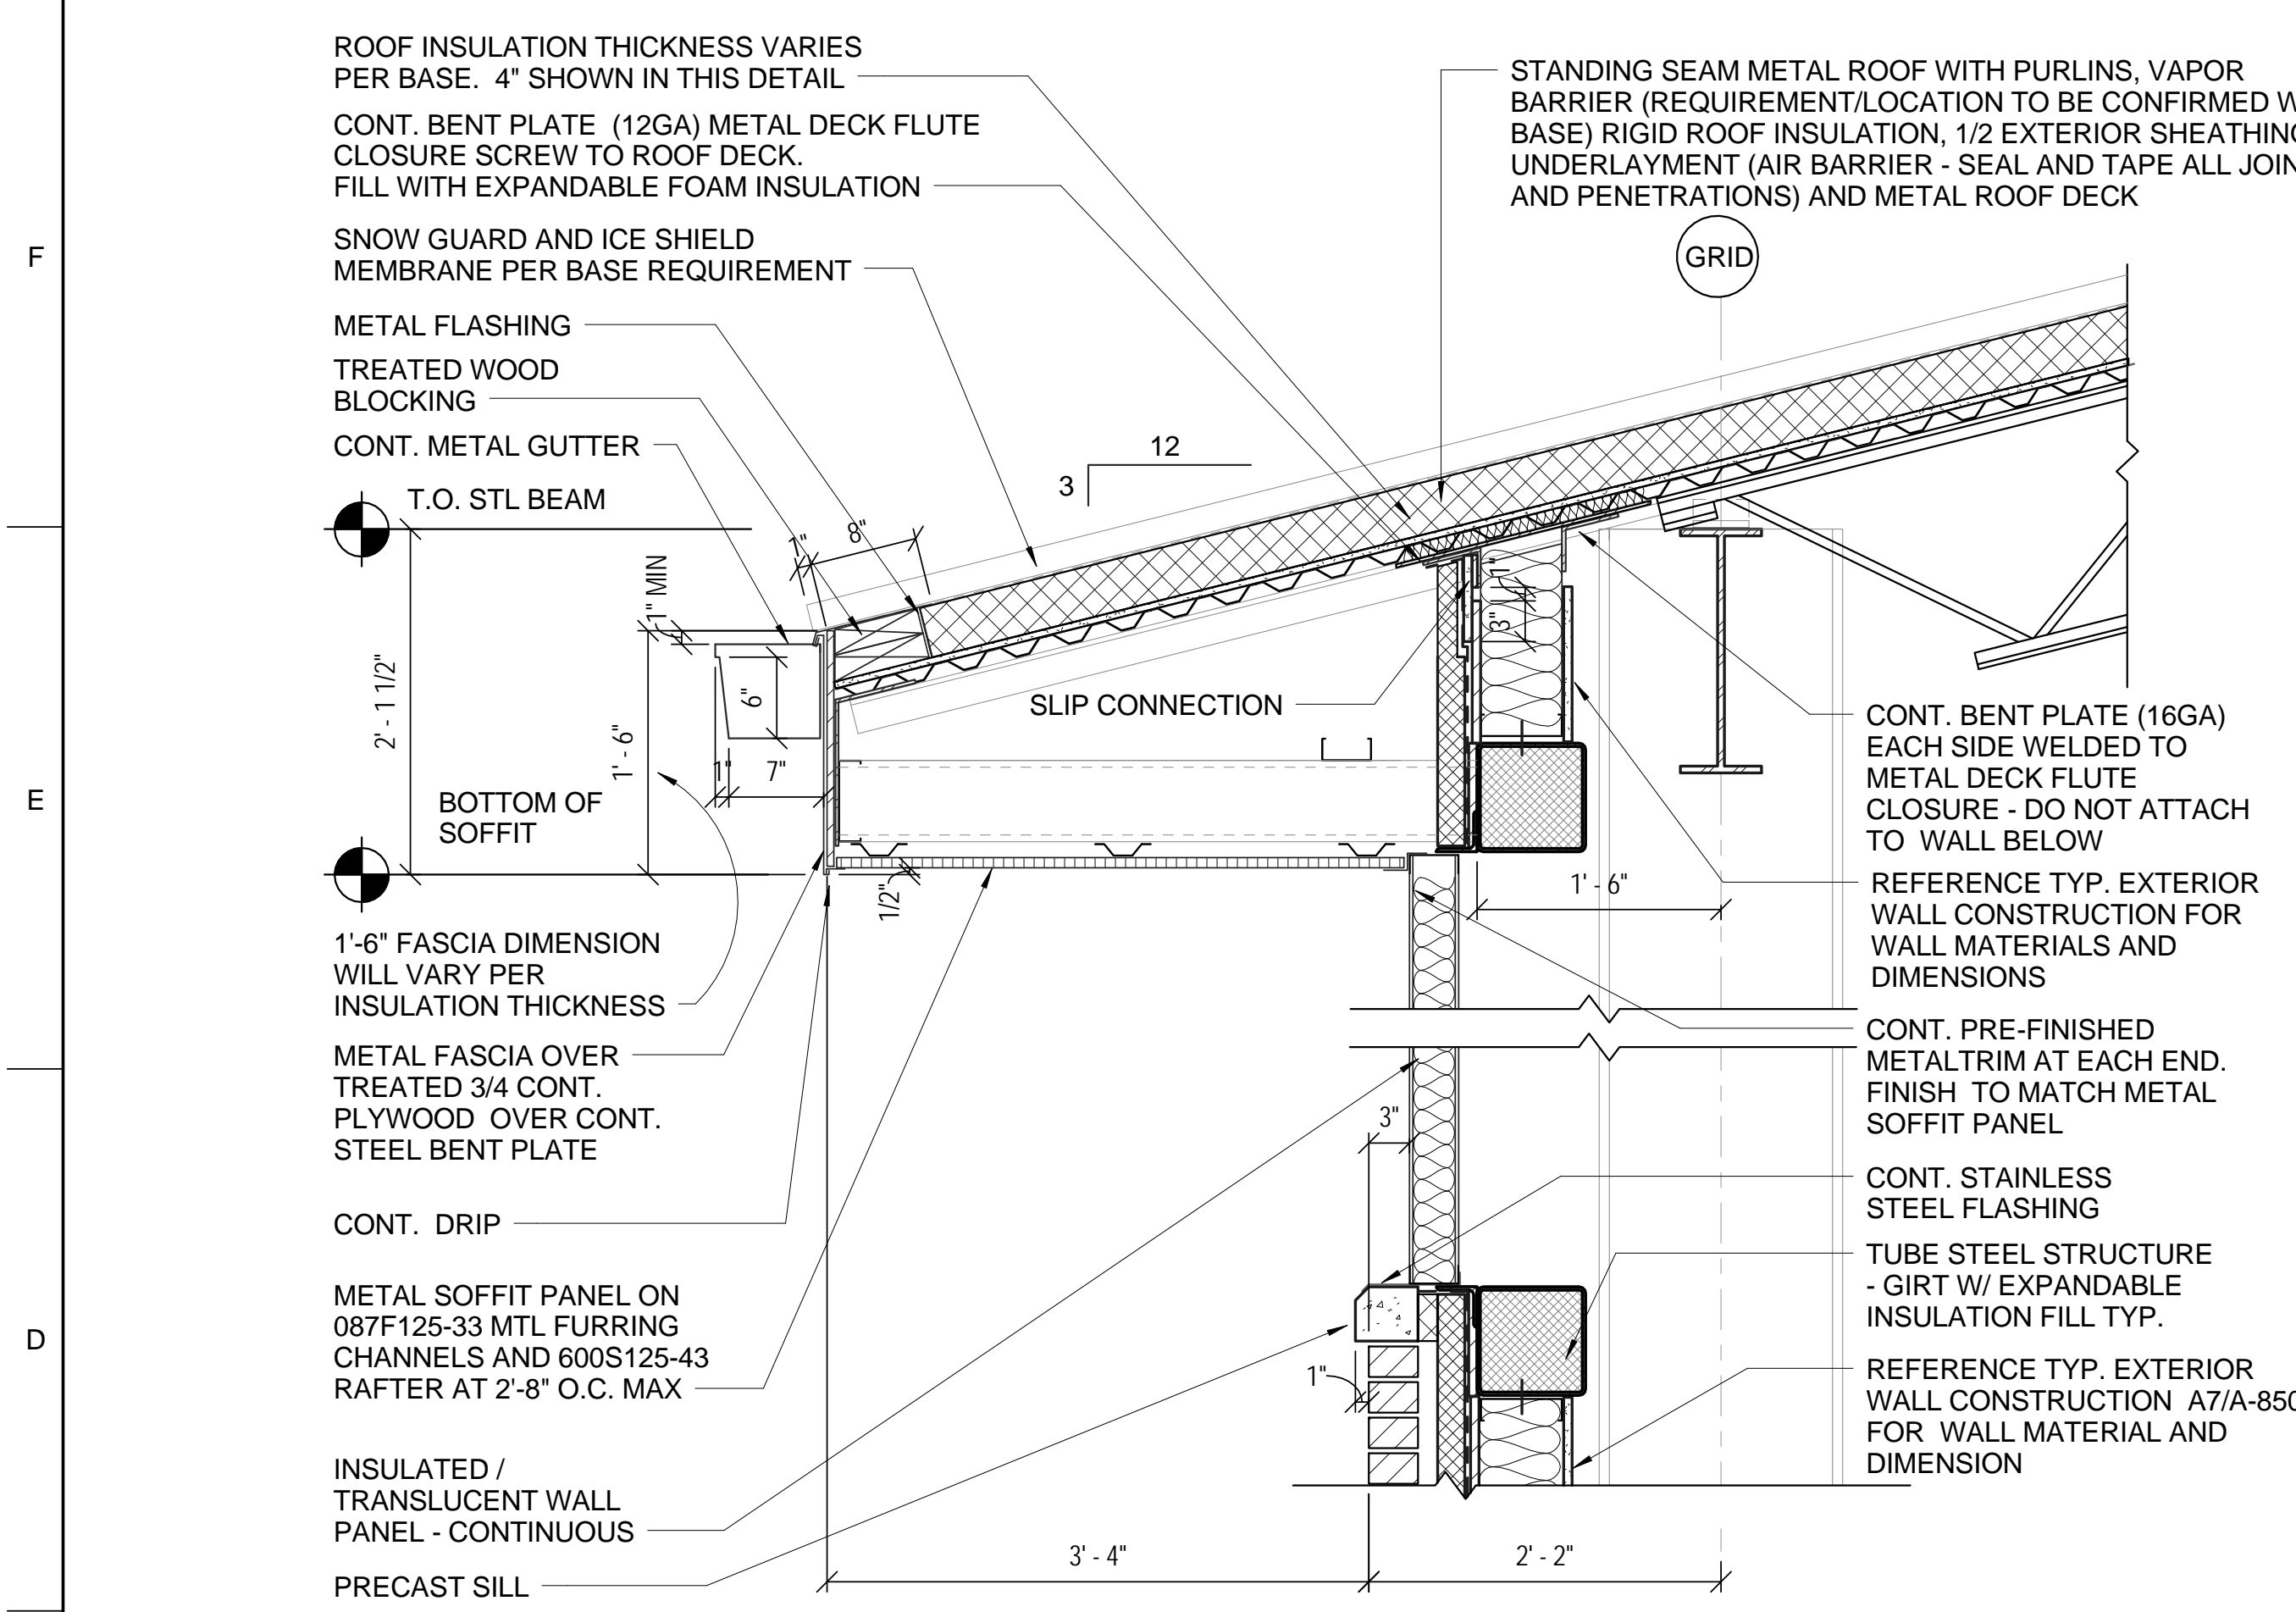 ROOF INSULATION THICKNESS VARIES
PER BASE.  4" SHOWN IN THIS DETAIL
CONT. BENT PLATE  (12GA) METAL DECK FLUTE
CLOSURE SCREW TO ROOF DECK.
FILL WITH EXPANDABLE FOAM INSULATION
SNOW GUARD AND ICE SHIELD
MEMBRANE PER BASE REQUIREMENT
METAL FLASHING
TREATED WOOD
BLOCKING
CONT. METAL GUTTER
T.O. STL BEAM
STANDING SEAM METAL ROOF WITH PURLINS, VAPOR
BARRIER (REQUIREMENT/LOCATION TO BE CONFIRMED W
BASE) RIGID ROOF INSULATION, 1/2 EXTERIOR SHEATHING
UNDERLAYMENT (AIR BARRIER - SEAL AND TAPE ALL JOIN
AND PENETRATIONS) AND METAL ROOF DECK
GRID
F
12
3
1"
8"
1" MIN
2' - 1 1/2"
1' - 6"
6"
1"
7"
E
BOTTOM OF
SOFFIT
1/2"
SLIP CONNECTION
1"
3"
1' - 6"
1'-6" FASCIA DIMENSION
WILL VARY PER
INSULATION THICKNESS
METAL FASCIA OVER
TREATED 3/4 CONT.
PLYWOOD  OVER CONT.
STEEL BENT PLATE
CONT.  DRIP
METAL SOFFIT PANEL ON
087F125-33 MTL FURRING
CHANNELS AND 600S125-43
RAFTER AT 2'-8" O.C. MAX
INSULATED /
TRANSLUCENT WALL
PANEL - CONTINUOUS
PRECAST SILL
D
CONT. BENT PLATE (16GA)
EACH SIDE WELDED TO
METAL DECK FLUTE
CLOSURE - DO NOT ATTACH
TO  WALL BELOW
REFERENCE TYP. EXTERIOR
WALL CONSTRUCTION FOR
WALL MATERIALS AND
DIMENSIONS
CONT. PRE-FINISHED
METALTRIM AT EACH END.
FINISH  TO MATCH METAL
SOFFIT PANEL
CONT. STAINLESS
STEEL FLASHING
TUBE STEEL STRUCTURE
- GIRT W/ EXPANDABLE
INSULATION FILL TYP.
REFERENCE TYP. EXTERIOR
WALL CONSTRUCTION  A7/A-850
FOR  WALL MATERIAL AND
DIMENSION
3"
1"
3' - 4"
2' - 2"